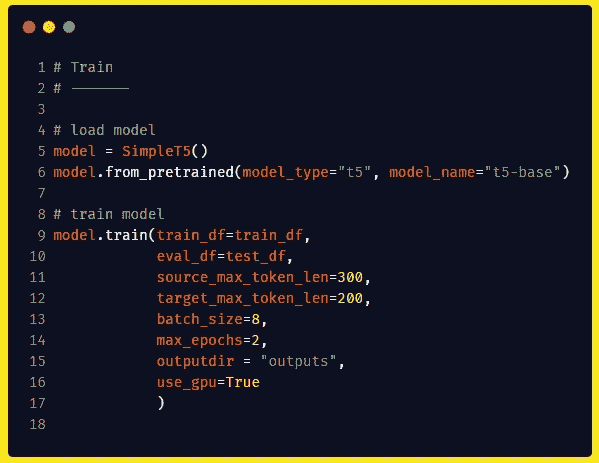 1 # Train
2 # ———————
3
4 # load model
5 model = SimpleT5()
6 model.from_pretrained(model_type="t5", model_name="t5-base")
7
8 # train model
9 model.train(train_df=train_df,
10             eval_df=test_df,
11             source_max_token_len=300,
12             target_max_token_len=200,
13             batch_size=8,
14             max_epochs=2,
15             outputdir = "outputs",
16             use_gpu=True
17             )
18